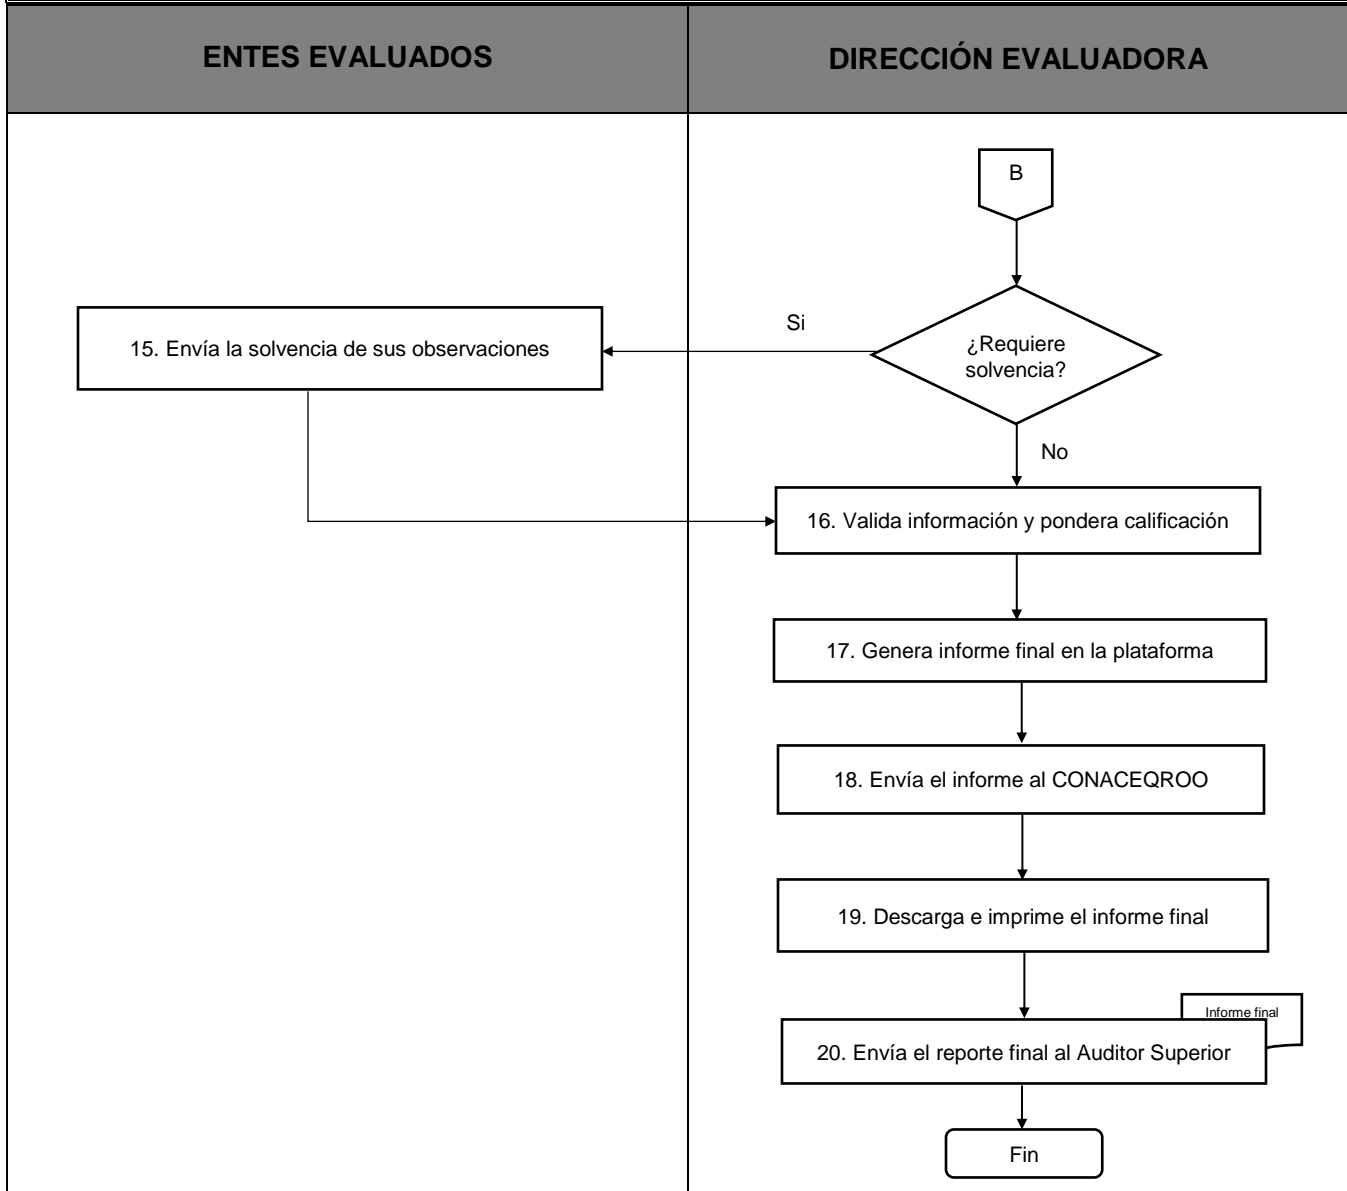 ENTES EVALUADOS
DIRECCIÓN EVALUADORA
B
¿Requiere
solvencia?
Si
15. Envía la solvencia de sus observaciones
No
16. Valida información y pondera calificación
17. Genera informe final en la plataforma
18. Envía el informe al CONACEQROO
19. Descarga e imprime el informe final
Informe final
20. Envía el reporte final al Auditor Superior
Fin